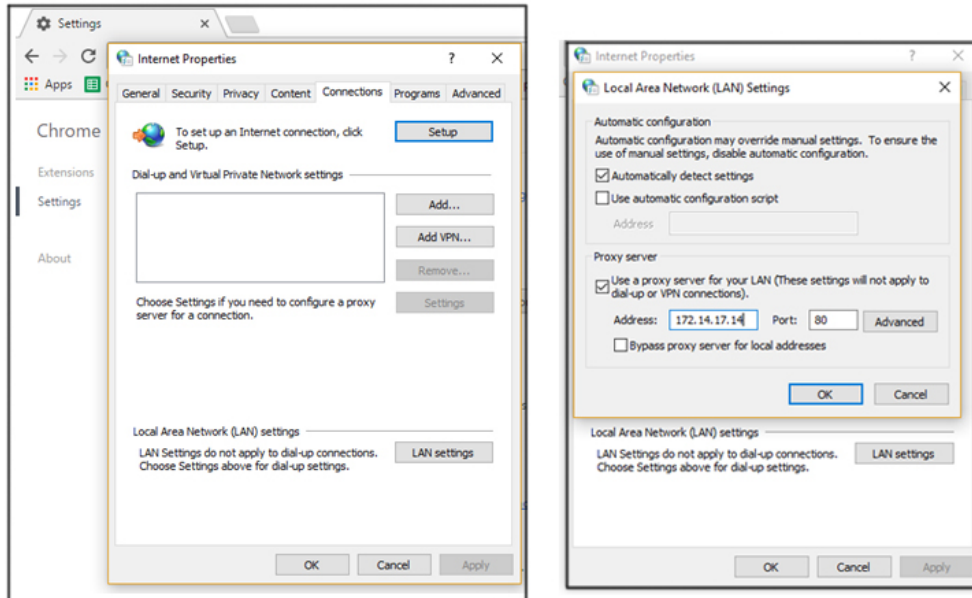 Settings
Apps
Chrome
Extensions
Settings
About
Internet Properties
?
General Security Privacy Content Connections Programs Advanced
To set up an Internet connection, click
Setup.
Setup
Dial-up and Virtual Private Network settings
Add...
Add VPN...
Remove...
Choose Settings if you need to configure a proxy
server for a connection.
Settings
Local Area Network (LAN) settings
LAN Settings do not apply to dial-up connections.
Choose Settings above for dial-up settings.
LAN settings
OK Cancel Apply
Internet Properties
?
Local Area Network (LAN) Settings
Automatic configuration
Automatic configuration may override manual settings. To ensure the
use of manual settings, disable automatic configuration.
Automatically detect settings
Use automatic configuration script
Address
Proxy server
Use a proxy server for your LAN (These settings will not apply to
dial-up or VPN connections).
Address: 172.14.17.14 Port: 80 Advanced
Bypass proxy server for local addresses
OK Cancel
Local Area Network (LAN) settings
LAN Settings do not apply to dial-up connections.
Choose Settings above for dial-up settings.
LAN settings
OK Cancel Apply